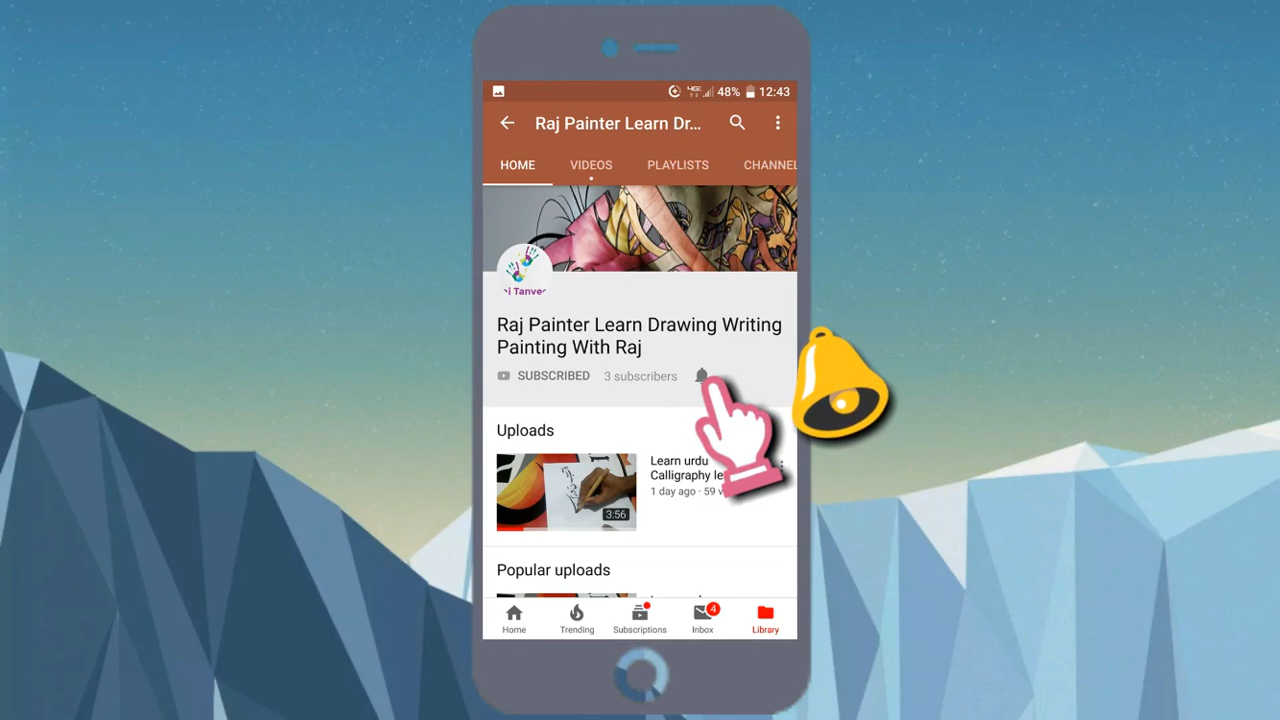 48% 12:43
Raj Painter Learn Dr...
HOME VIDEOS PLAYLISTS CHANNEL
Raj Painter Learn Drawing Writing
Painting With Raj
SUBSCRIBED 3 subscribers
Uploads
Learn urdu
Calligraphy le
1 day ago · 59 v
3:56
Popular uploads
Home Trending Subscriptions Inbox 4 Library